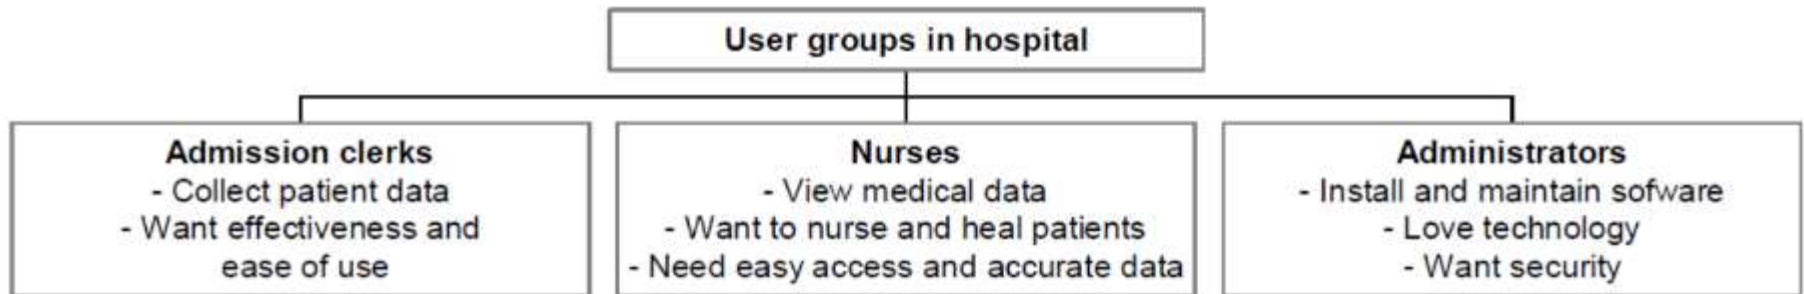 User groups in hospital
Admission clerks
- Collect patient data
- Want effectiveness and
ease of use
Nurses
- View medical data
- Want to nurse and heal patients
- Need easy access and accurate data
Administrators
- Install and maintain sofware
- Love technology
- Want security